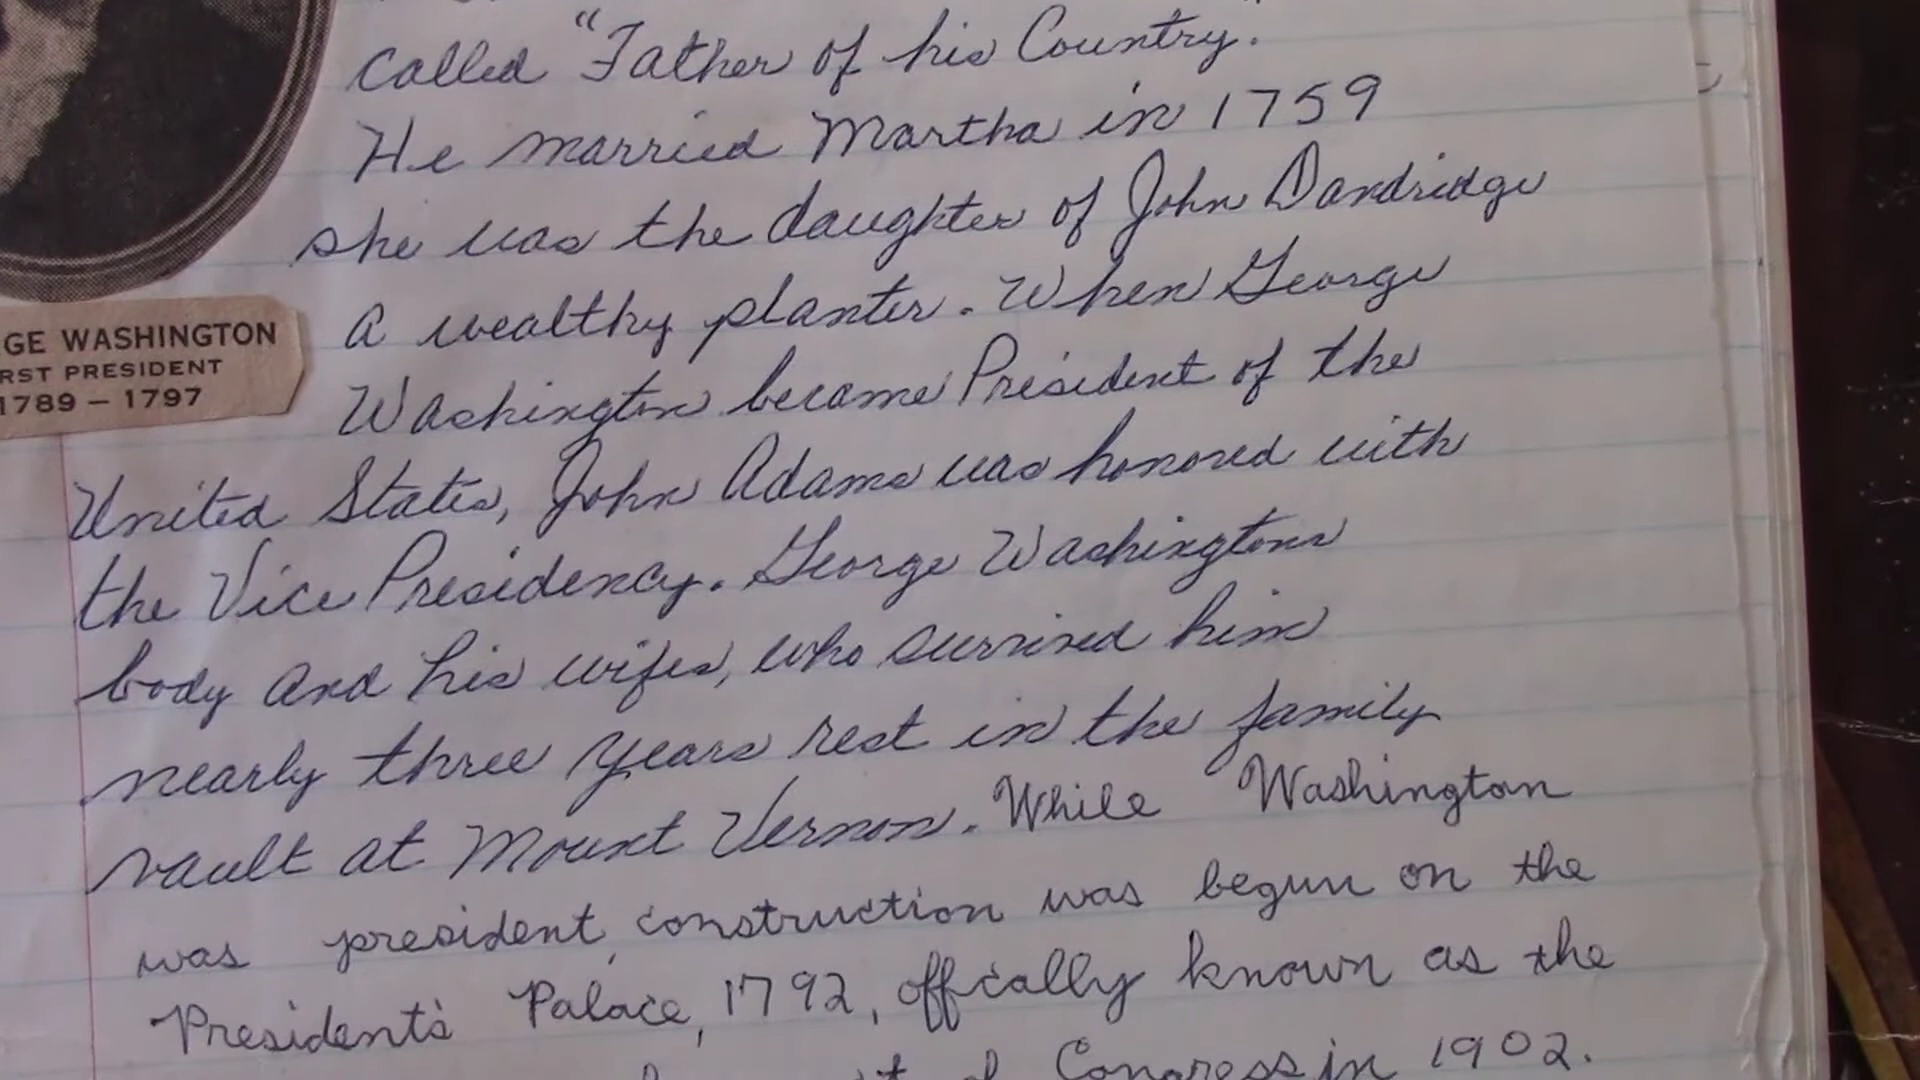 called "Father of his Country.
He married Martha in 1759
she was the daughter of John Dandridge
a wealthy planter. When George
GE WASHINGTON
RST PRESIDENT
1789 – 1797
Washington became President of the
United States, John Adams was honored with
the Vice Presidency. George Washingtons
body and his wifes, who survived him
nearly three years rest in the family
vault at Mount Vernon. While Washington
was president, construction was begun on the
President's Palace, 1792, offically known as the
Congress in 1902.